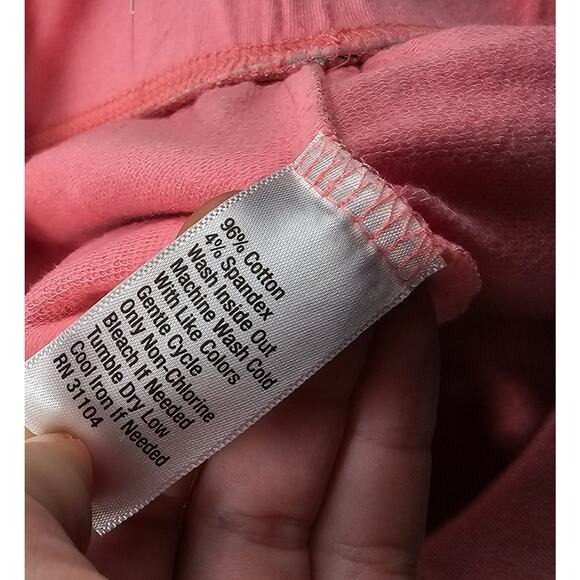 96% Cotton
4% Spandex
Wash Inside Out
Machine Wash Cold
With Like Colors
Gentle Cycle
Only Non-Chlorine
Bleach If Needed
Tumble Dry Low
Cool Iron If Needed
RN 31104